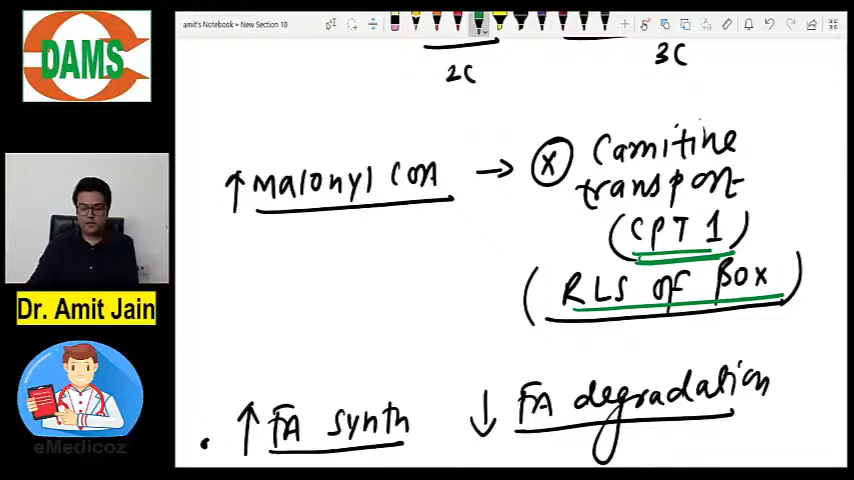 amit's Notebook > New Section 10
DAMS
2C
3C
↑ Malonyl CoA → (X) Carnitine
transport
(CPT 1)
(RLS of βOX)
Dr. Amit Jain
↑ FA synth ↓ FA degradation
eMedicoz